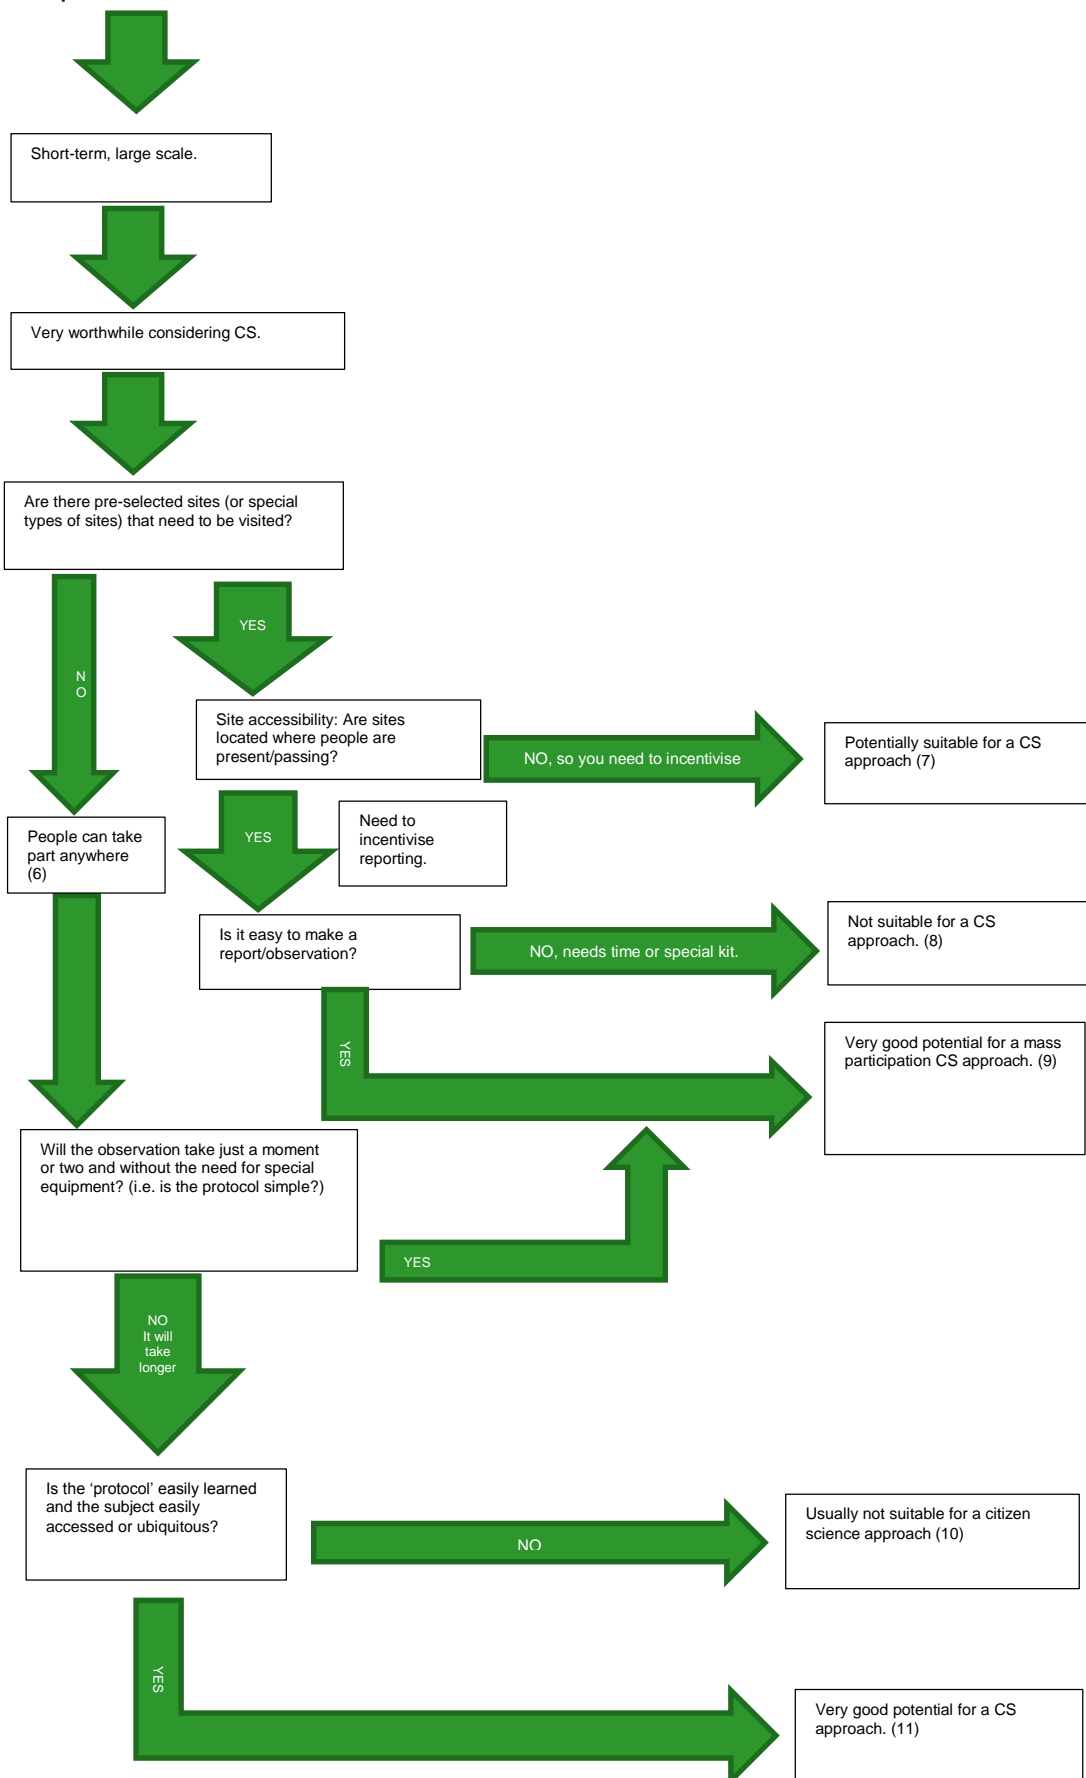 Short-term, large scale.
Very worthwhile considering CS.
Are there pre-selected sites (or special
types of sites) that need to be visited?
N
O
YES
Site accessibility: Are sites
located where people are
present/passing?
NO, so you need to incentivise
Potentially suitable for a CS
approach (7)
People can take
part anywhere
(6)
YES
Need to
incentivise
reporting.
Is it easy to make a
report/observation?
NO, needs time or special kit.
Not suitable for a CS
approach. (8)
YES
Very good potential for a mass
participation CS approach. (9)
Will the observation take just a moment
or two and without the need for special
equipment? (i.e. is the protocol simple?)
YES
NO
It will
take
longer
Is the ‘protocol’ easily learned
and the subject easily
accessed or ubiquitous?
NO
Usually not suitable for a citizen
science approach (10)
YES
Very good potential for a CS
approach. (11)